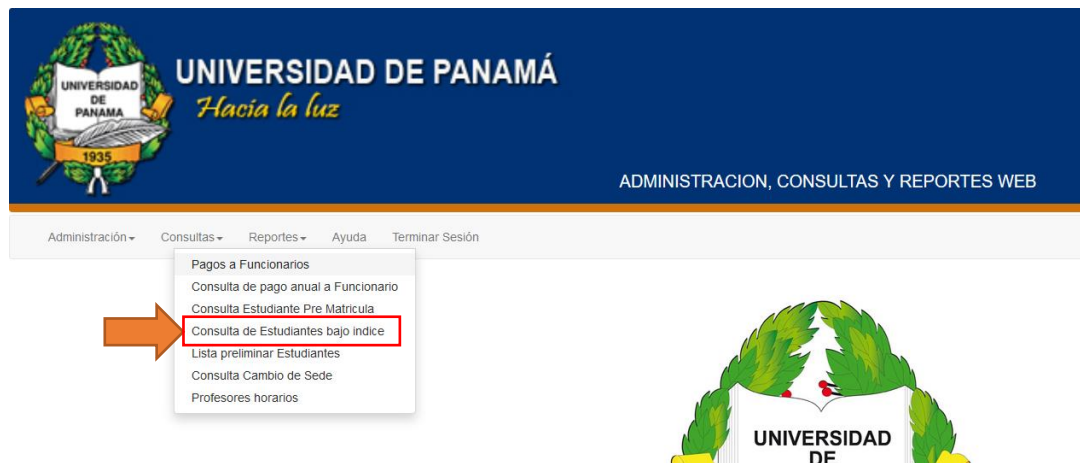 UNIVERSIDAD
DE
PANAMA
1935
UNIVERSIDAD DE PANAMÁ
Hacia la luz
ADMINISTRACION, CONSULTAS Y REPORTES WEB
Administración Consultas Reportes Ayuda Terminar Sesión
Pagos a Funcionarios
Consulta de pago anual a Funcionario
Consulta Estudiante Pre Matricula
Consulta de Estudiantes bajo indice
Lista preliminar Estudiantes
Consulta Cambio de Sede
Profesores horarios
UNIVERSIDAD
DE